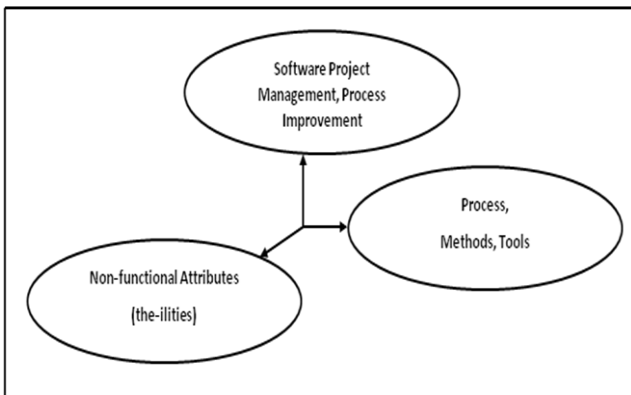 Software Project
Management, Process
Improvement
Process,
Methods, Tools
Non-functional Attributes
(the-ilities)